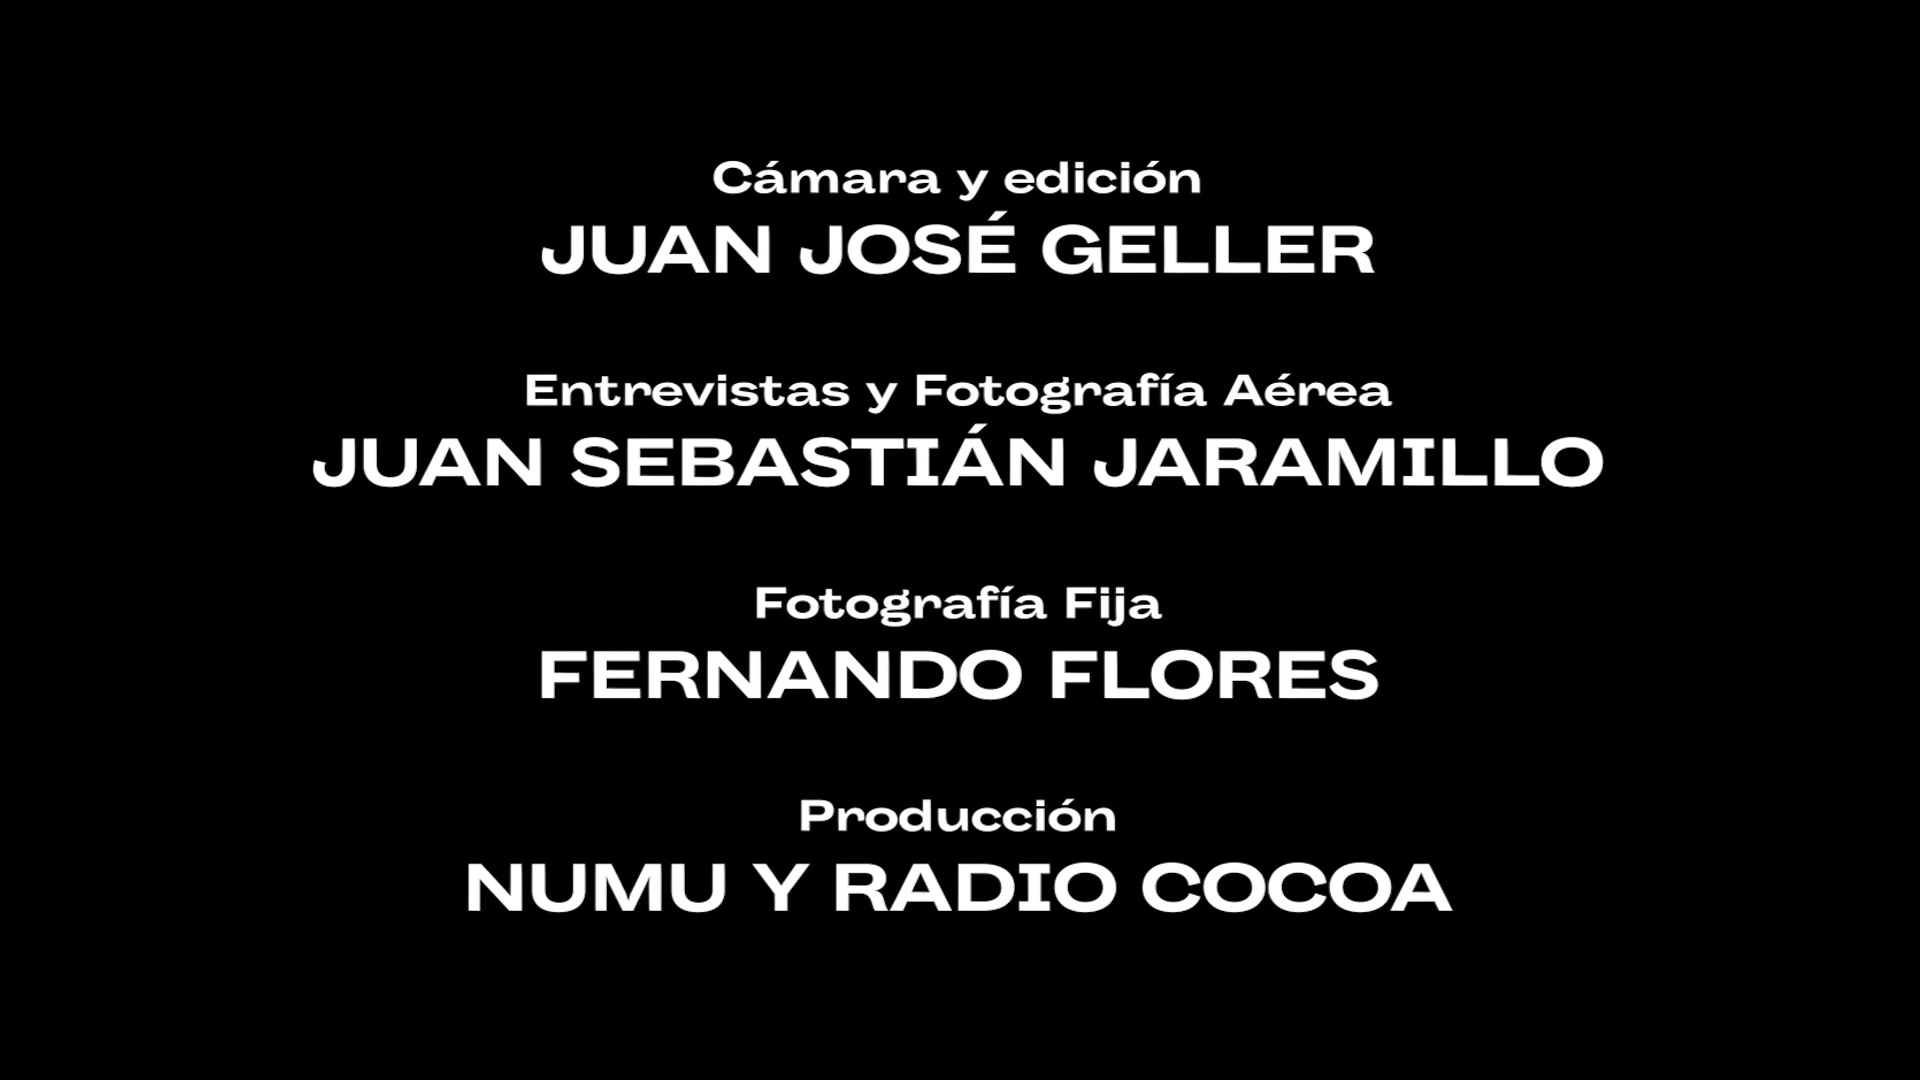 Cámara y edición
JUAN JOSÉ GELLER
Entrevistas y Fotografía Aérea
JUAN SEBASTIÁN JARAMILLO
Fotografía Fija
FERNANDO FLORES
Producción
NUMU Y RADIO COCOA